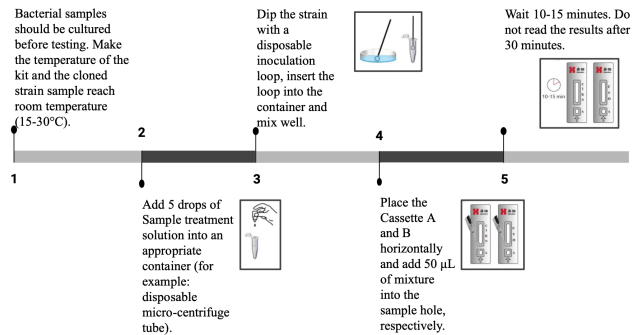 Bacterial samples
should be cultured
before testing. Make
the temperature of the
kit and the cloned
strain sample reach
room temperature
(15-30°C).
1
2
Add 5 drops of
Sample treatment
solution into an
appropriate
container (for
example:
disposable
micro-centrifuge
tube).
Dip the strain
with a
disposable
inoculation
loop, insert the
loop into the
container and
mix well.
3
4
Place the
Cassette A
and B
horizontally
and add 50 μL
of mixture
into the
sample hole,
respectively.
Wait 10-15 minutes. Do
not read the results after
30 minutes.
10-15 min
5